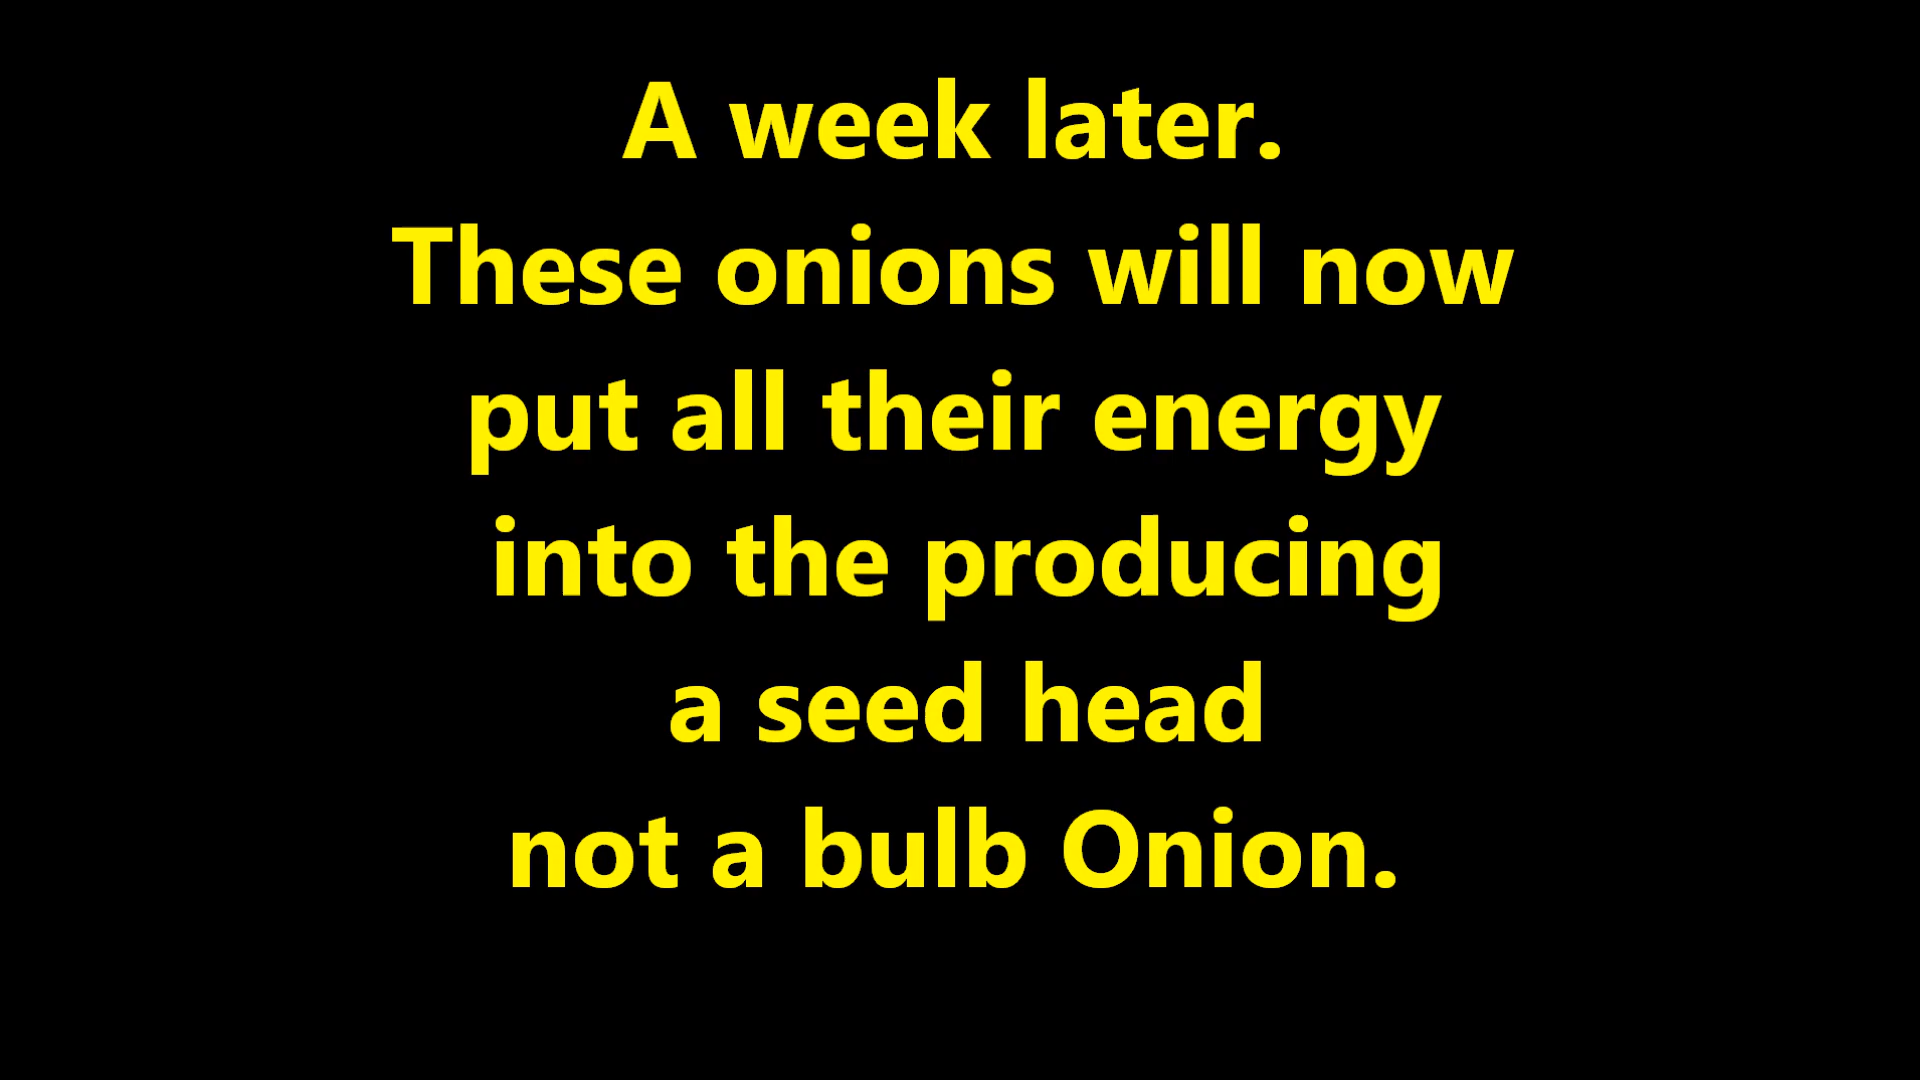 A week later.
These onions will now
put all their energy
into the producing
a seed head
not a bulb Onion.